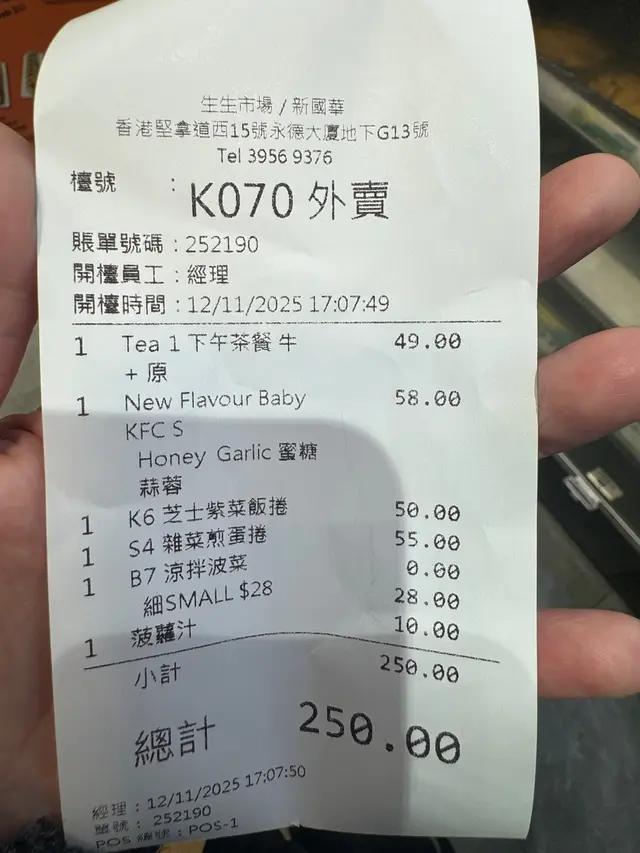 生生市場 / 新國華
香港堅拿道西15號永德大廈地下G13號
Tel 3956 9376
檯號 : K070 外賣
賬單號碼 : 252190
開檯員工 : 經理
開檯時間 : 12/11/2025 17:07:49
1 Tea 1 下午茶餐 牛 49.00
+ 原
1 New Flavour Baby 58.00
KFC S
Honey Garlic 蜜糖
蒜蓉
1 K6 芝士紫菜飯捲 50.00
1 S4 雜菜煎蛋捲 55.00
1 B7 涼拌波菜 0.00
細SMALL $28 28.00
1 菠蘿汁 10.00
小計 250.00
總計 250.00
經理 : 12/11/2025 17:07:50
單號 : 252190
POS 編號 : POS-1